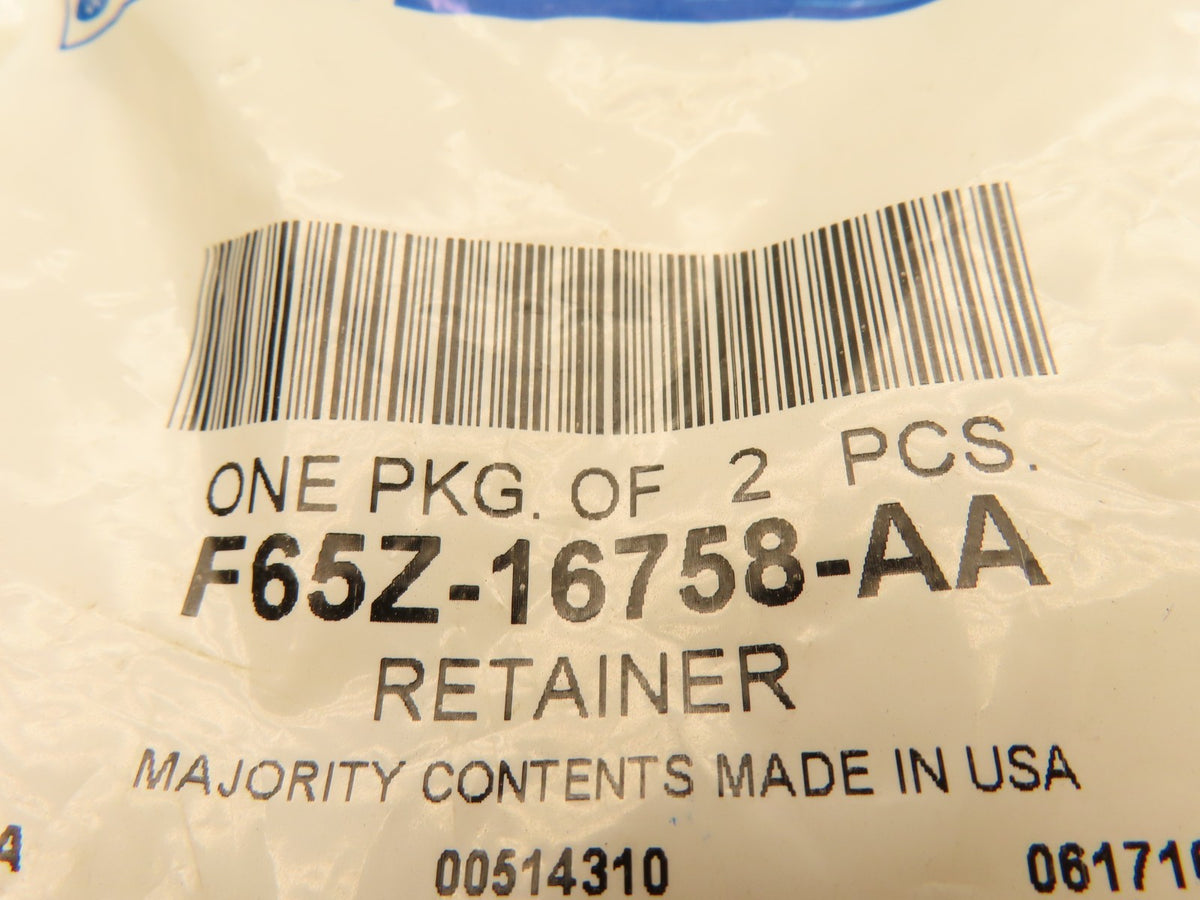 ONE PKG. OF 2 PCS.
F65Z-16758-AA
RETAINER
MAJORITY CONTENTS MADE IN USA
00514310